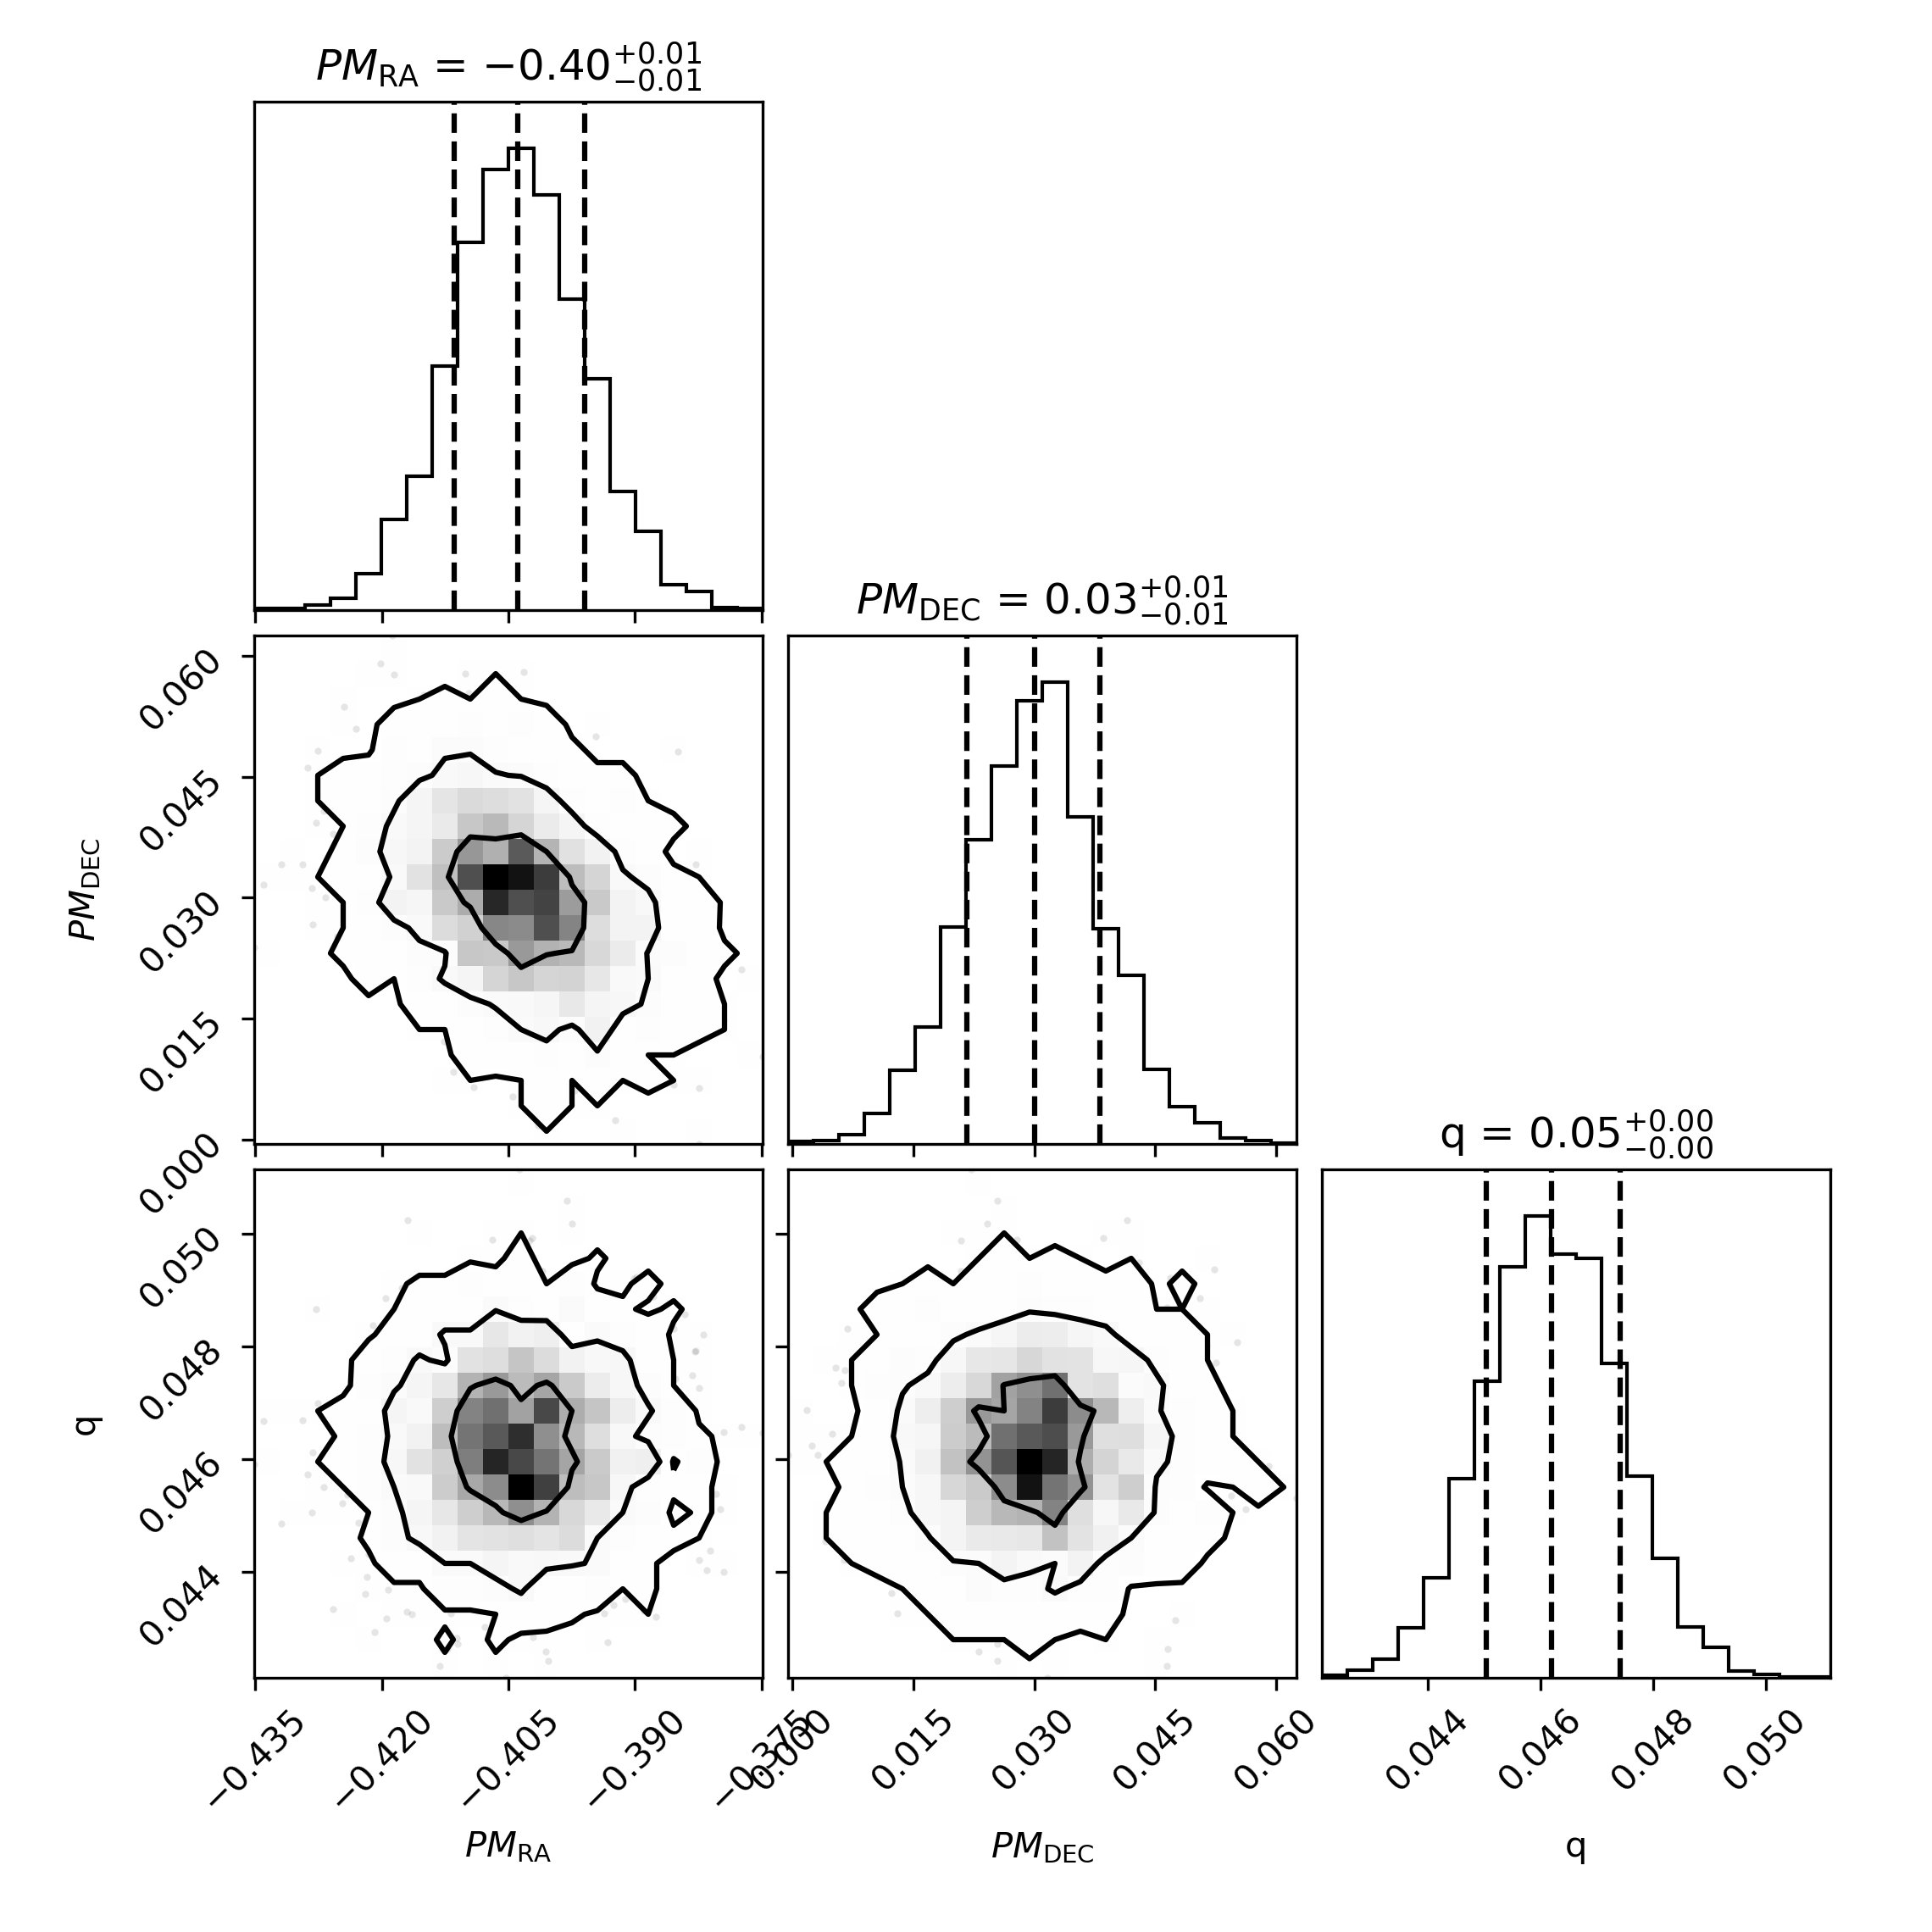 PM_RA = −0.40 +0.01 −0.01
PM_DEC = 0.03 +0.01 −0.01
0.060
0.045
0.030
0.015
0.000
PM_DEC
q = 0.05 +0.00 −0.00
0.050
0.048
0.046
0.044
q
−0.435 −0.420 −0.405 −0.390 −0.375
0.000 0.015 0.030 0.045 0.060
0.044 0.046 0.048 0.050
PM_RA
PM_DEC
q